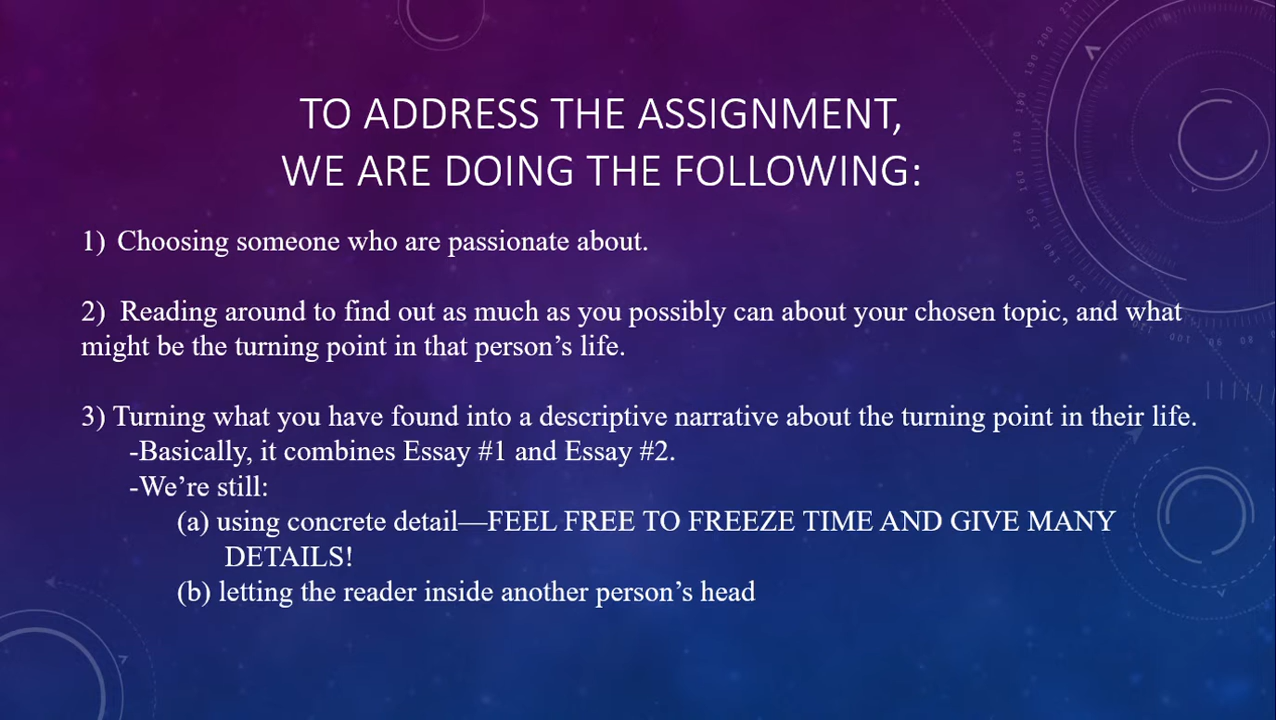 TO ADDRESS THE ASSIGNMENT,
WE ARE DOING THE FOLLOWING:
1) Choosing someone who are passionate about.
2) Reading around to find out as much as you possibly can about your chosen topic, and what
might be the turning point in that person’s life.
3) Turning what you have found into a descriptive narrative about the turning point in their life.
-Basically, it combines Essay #1 and Essay #2.
-We’re still:
(a) using concrete detail—FEEL FREE TO FREEZE TIME AND GIVE MANY
DETAILS!
(b) letting the reader inside another person’s head